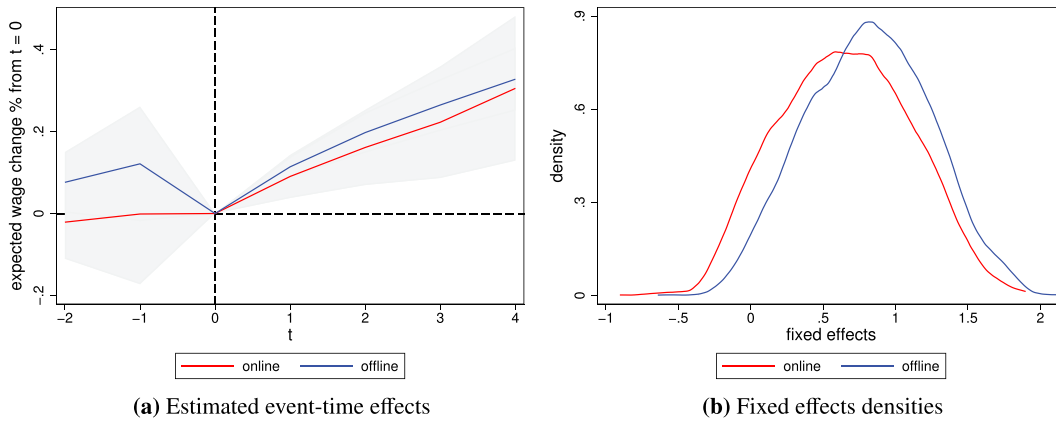 expected wage change % from t = 0
.4
.2
0
-.2
-2
-1
0
1
2
3
4
t
online
offline
(a) Estimated event-time effects
density
.9
.6
.3
0
-1
-.5
0
.5
1
1.5
2
fixed effects
online
offline
(b) Fixed effects densities